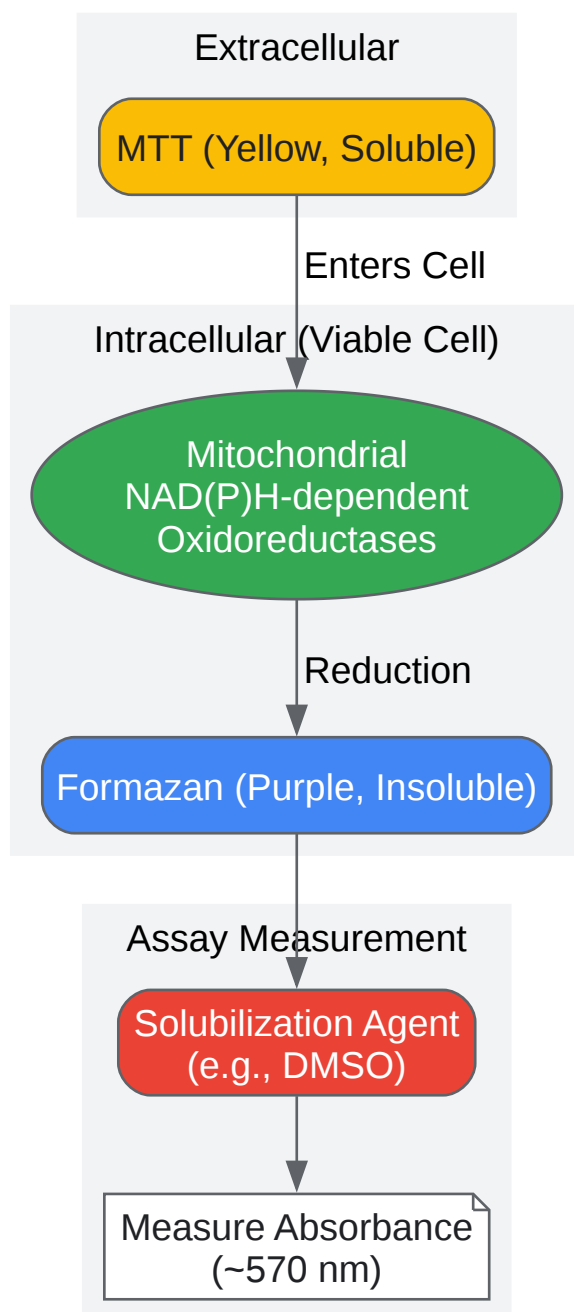 Extracellular
MTT (Yellow, Soluble)
Enters Cell
Intracellular (Viable Cell)
Mitochondrial
NAD(P)H-dependent
Oxidoreductases
Reduction
Formazan (Purple, Insoluble)
Assay Measurement
Solubilization Agent
(e.g., DMSO)
Measure Absorbance
(~570 nm)